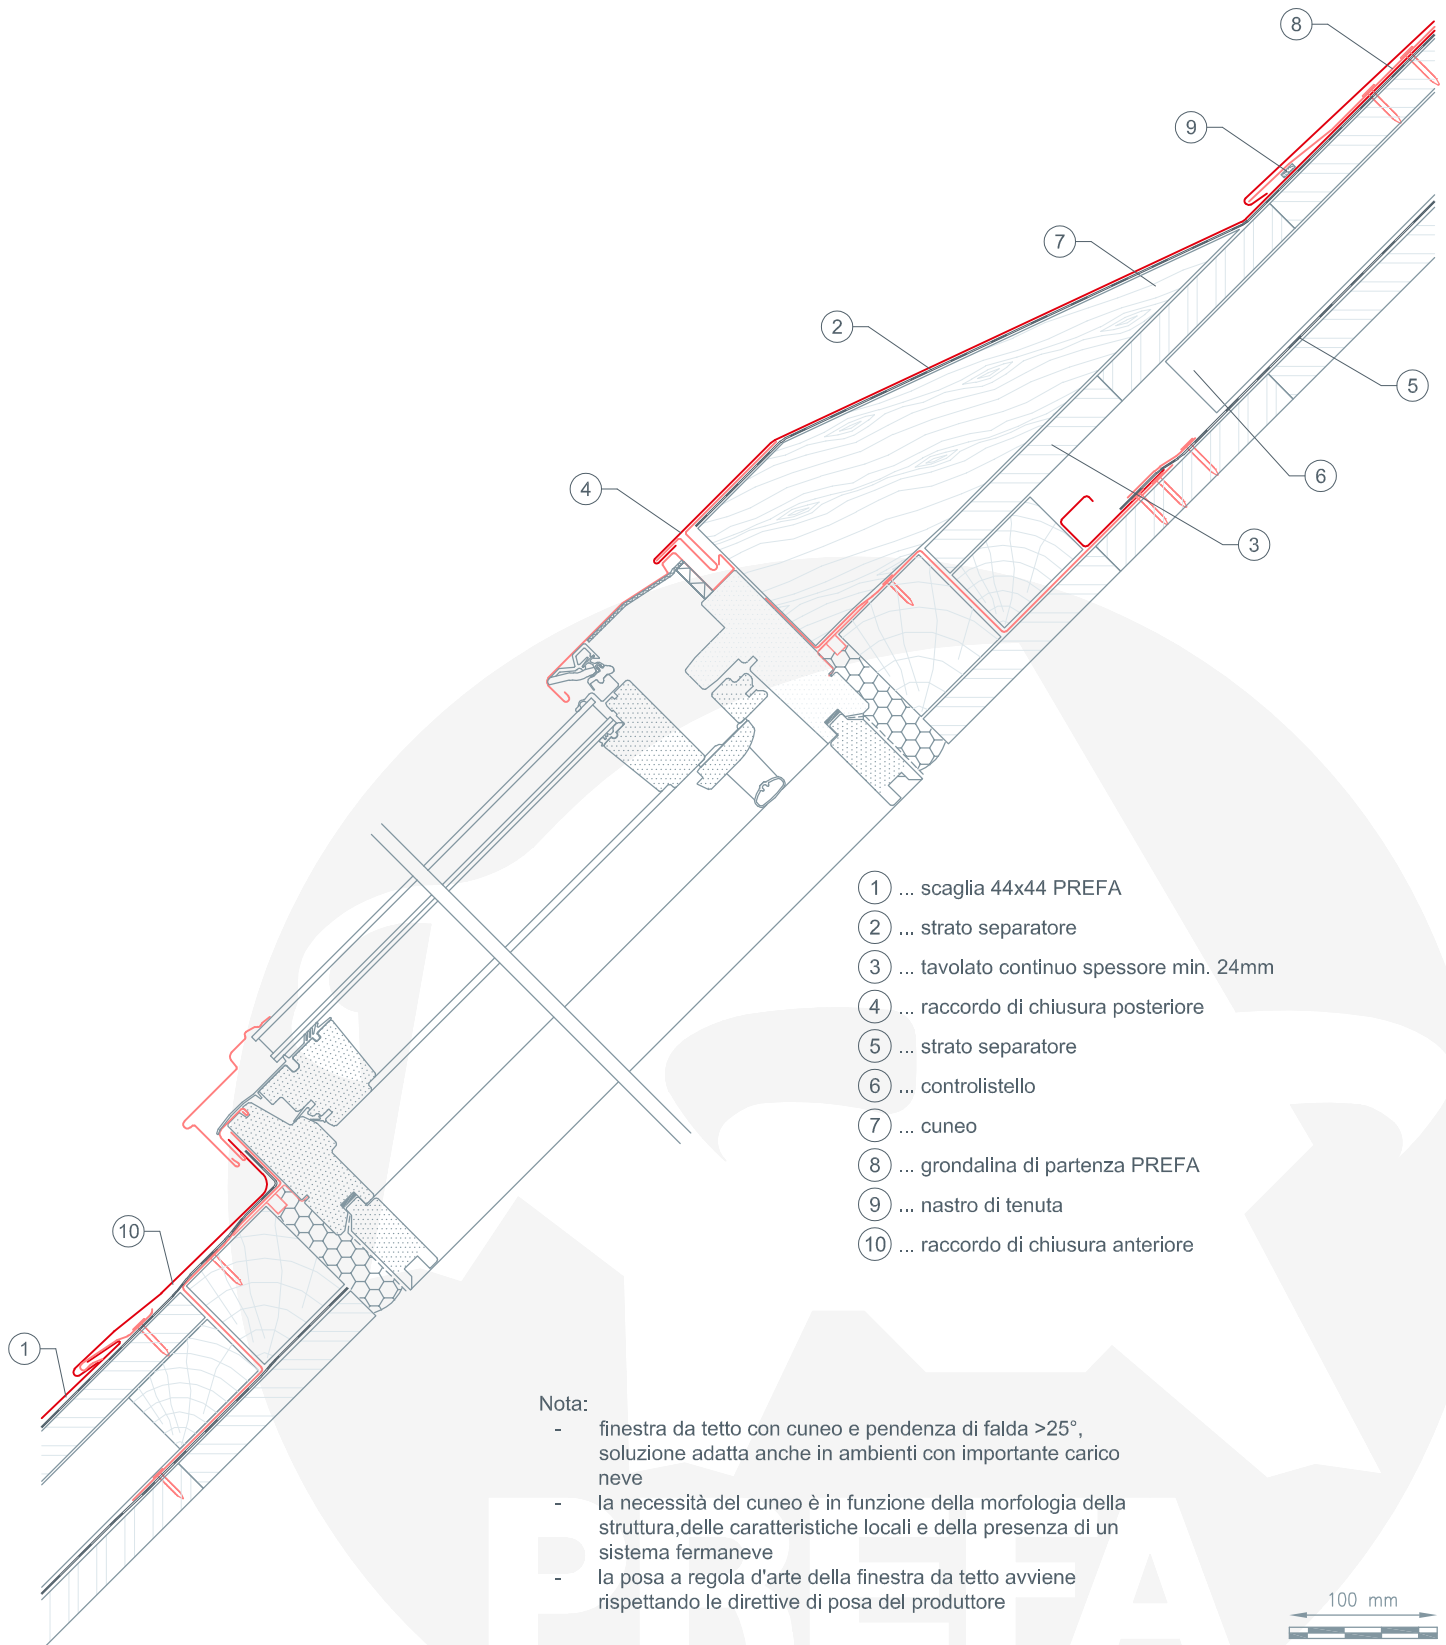 8
9
7
2
5
4
6
3
1 ... scaglia 44x44 PREFA
2 ... strato separatore
3 ... tavolato continuo spessore min. 24mm
4 ... raccordo di chiusura posteriore
5 ... strato separatore
6 ... controlistello
7 ... cuneo
8 ... grondalina di partenza PREFA
9 ... nastro di tenuta
10 ... raccordo di chiusura anteriore
10
1
Nota:
- finestra da tetto con cuneo e pendenza di falda >25°,
soluzione adatta anche in ambienti con importante carico
neve
- la necessità del cuneo è in funzione della morfologia della
struttura,delle caratteristiche locali e della presenza di un
sistema fermaneve
- la posa a regola d'arte della finestra da tetto avviene
rispettando le direttive di posa del produttore
100 mm
PREFA